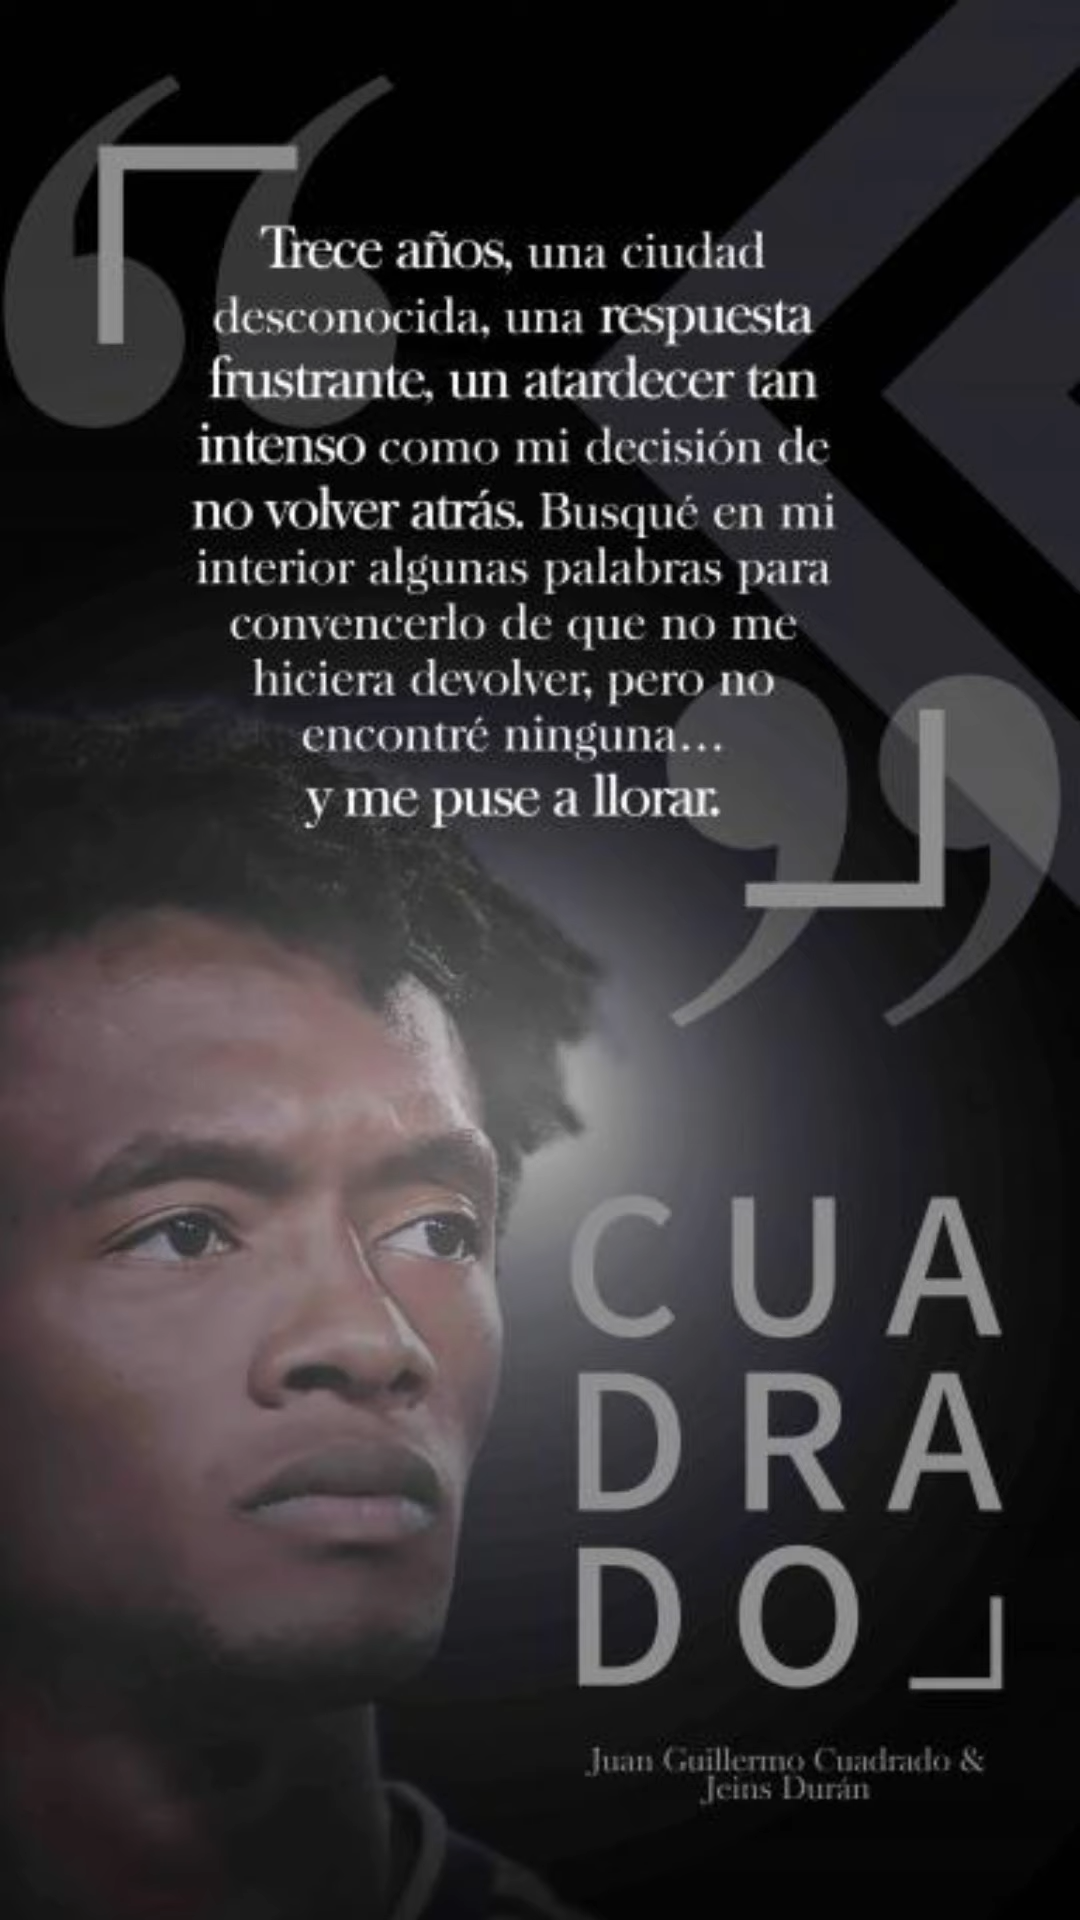 Trece años, una ciudad
desconocida, una respuesta
frustrante, un atardecer tan
intenso como mi decisión de
no volver atrás. Busqué en mi
interior algunas palabras para
convencerlo de que no me
hiciera devolver, pero no
encontré ninguna...
y me puse a llorar.
CUA
DRA
DO
Juan Guillermo Cuadrado &
Jeins Durán